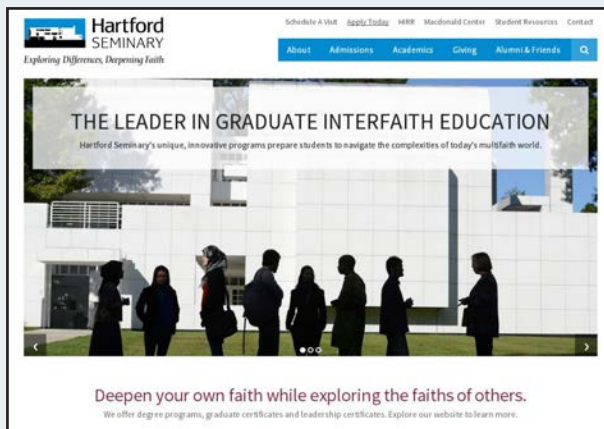 Hartford
SEMINARY
Exploring Differences, Deepening Faith
Schedule A Visit Apply Today HIRR Macdonald Center Student Resources Contact
About Admissions Academics Giving Alumni & Friends
THE LEADER IN GRADUATE INTERFAITH EDUCATION
Hartford Seminary's unique, innovative programs prepare students to navigate the complexities of today's multifaith world.
Deepen your own faith while exploring the faiths of others.
We offer degree programs, graduate certificates and leadership certificates. Explore our website to learn more.